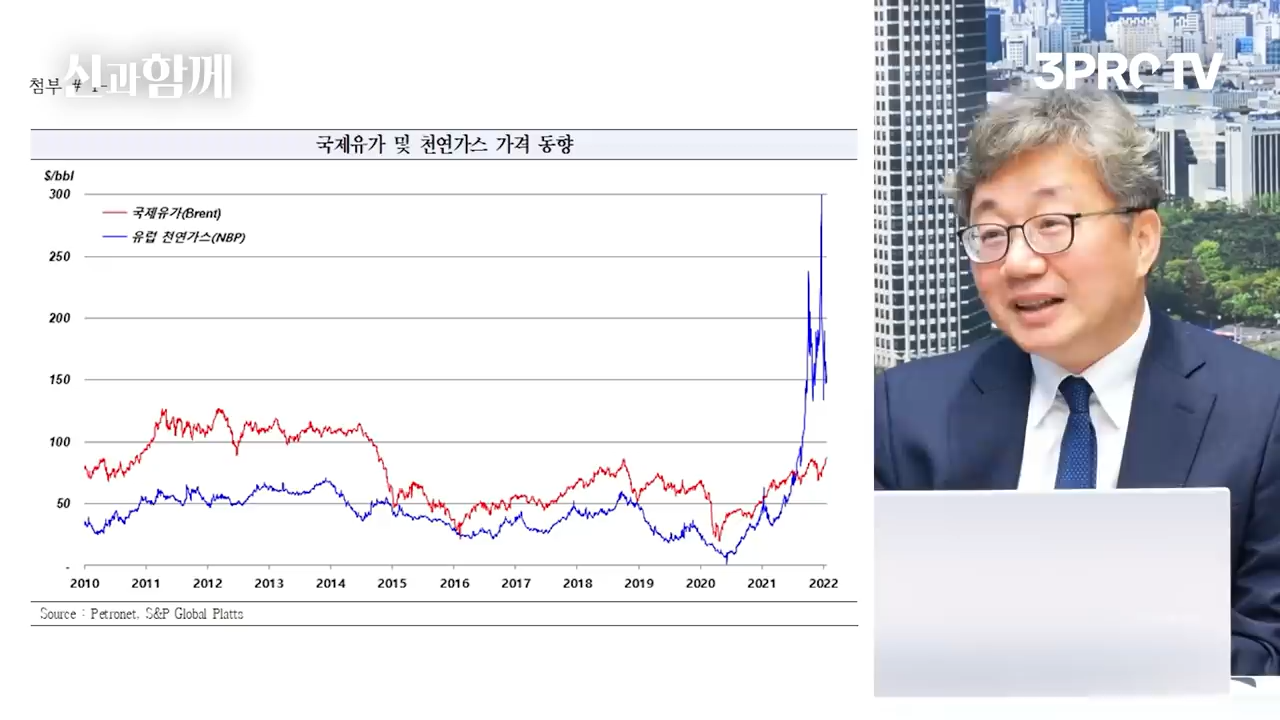 신과함께
3PROTV
첨부 # 1-
국제유가 및 천연가스 가격 동향
$/bbl
300
국제유가(Brent)
유럽 천연가스(NBP)
250
200
150
100
50
-
2010 2011 2012 2013 2014 2015 2016 2017 2018 2019 2020 2021 2022
Source : Petronet, S&P Global Platts